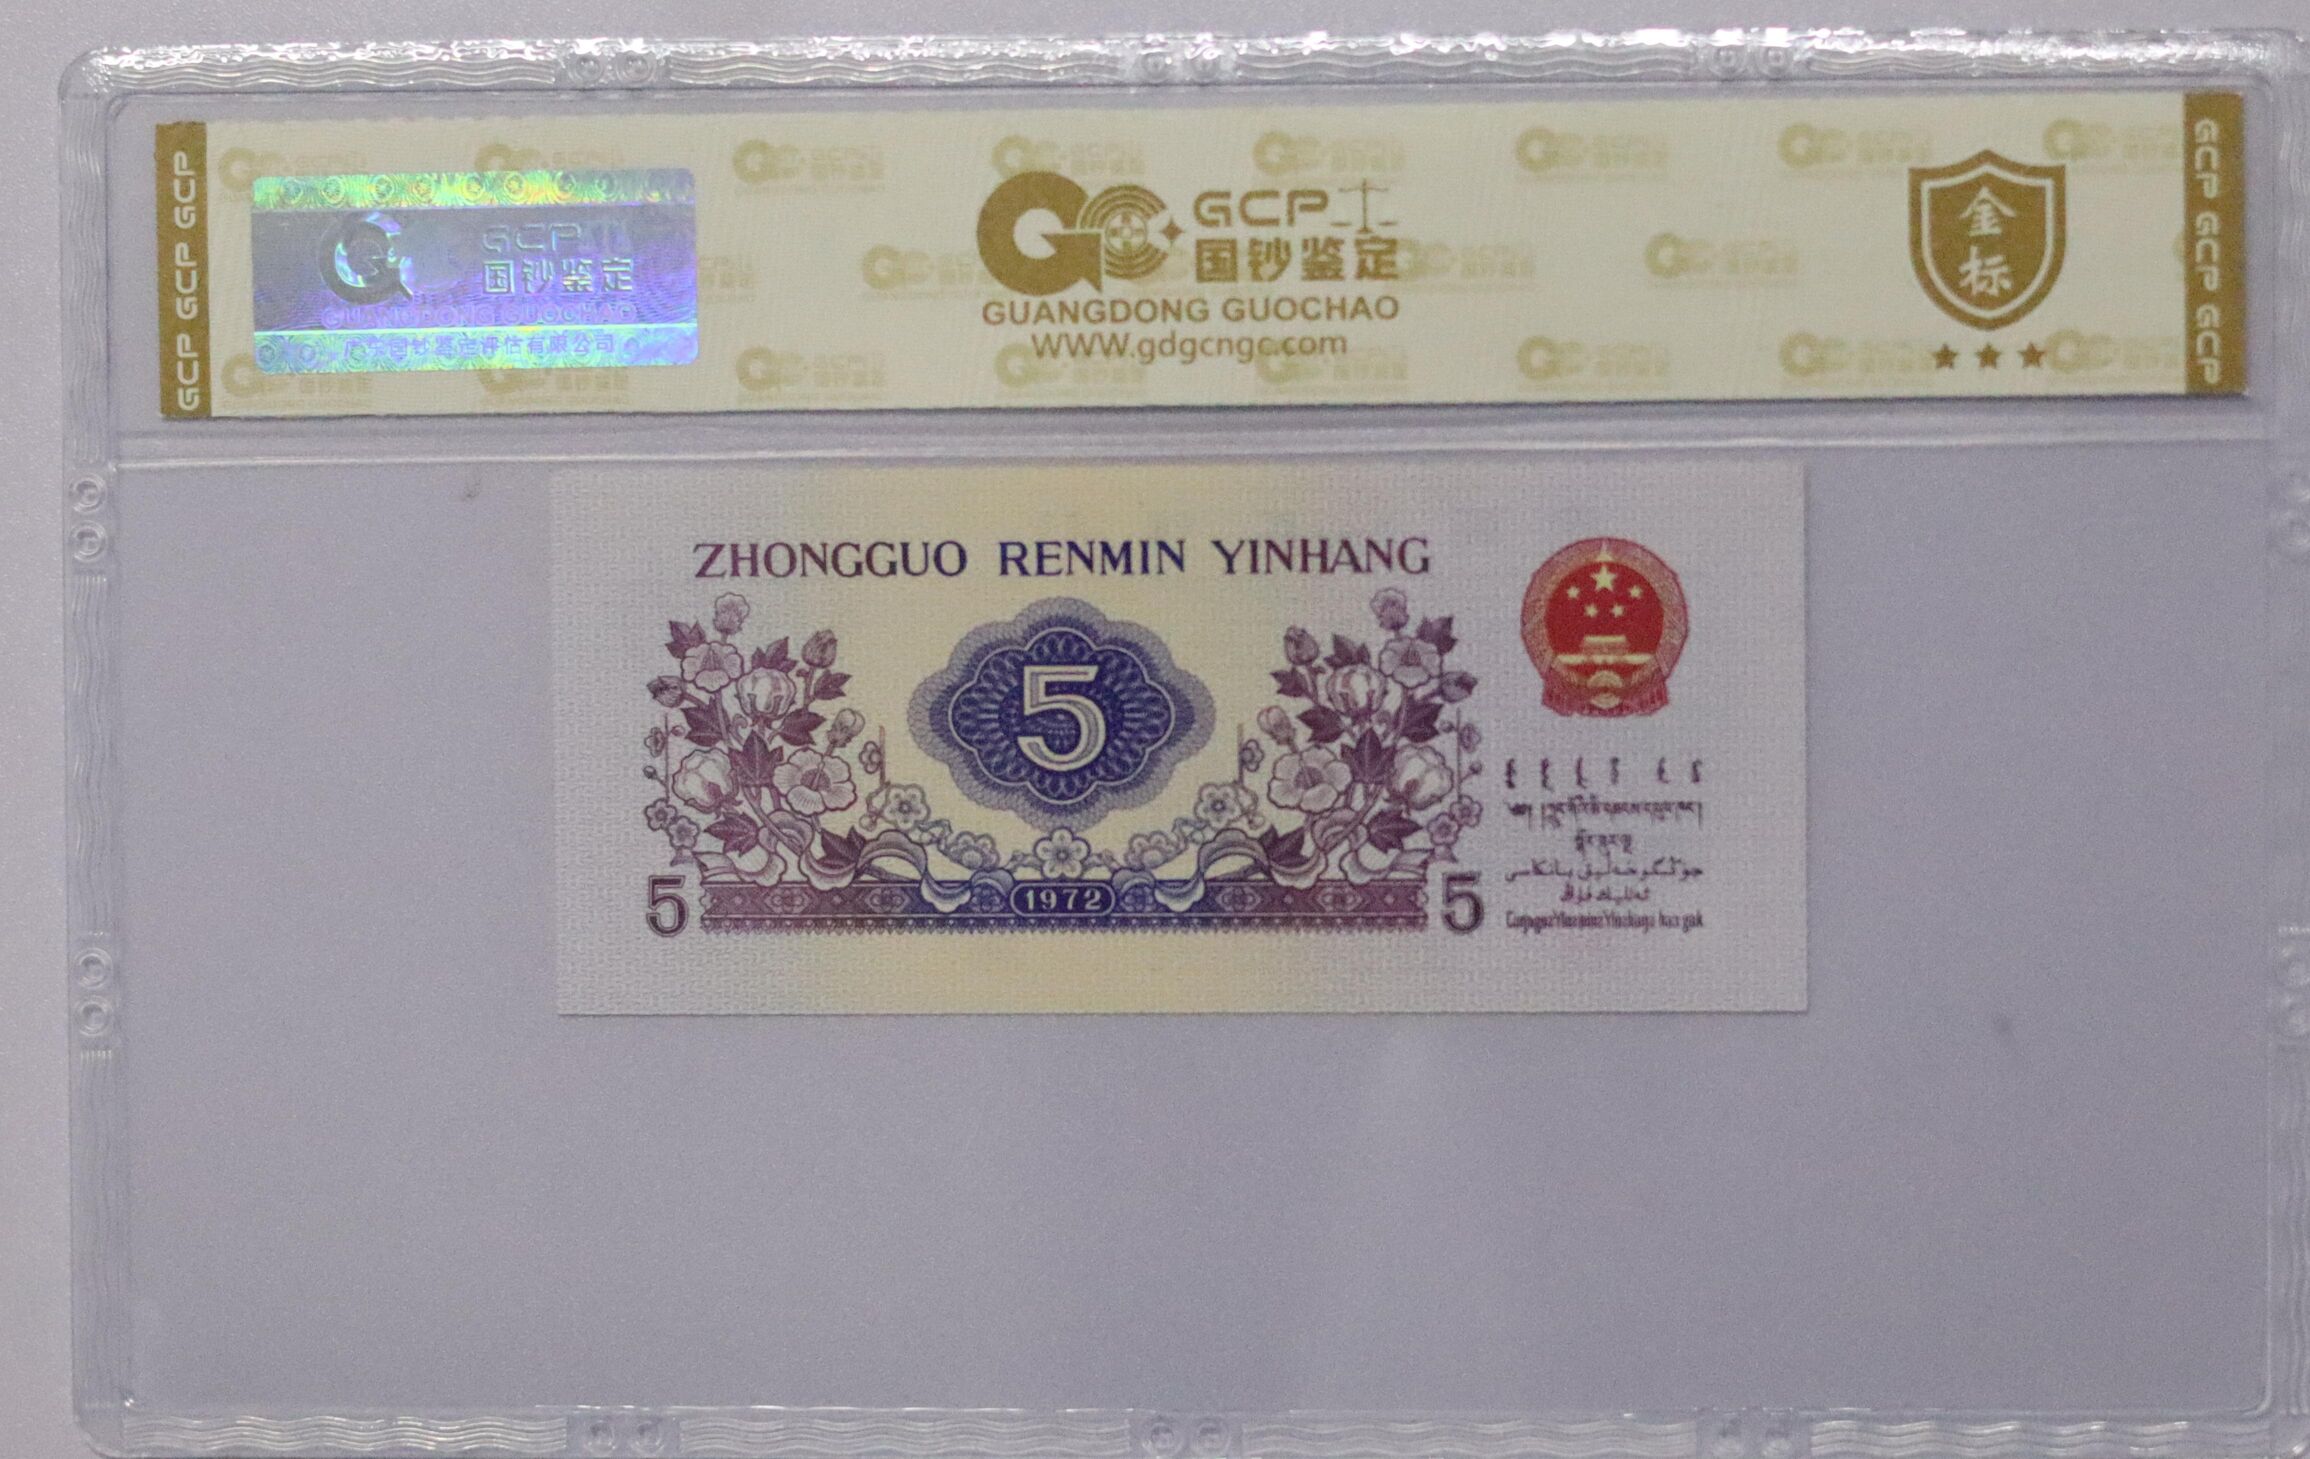 GCP GCP GCP
GCP
国钞鉴定
GUANGDONG GUOCHAO
广东国钞鉴定评估有限公司
GCP
国钞鉴定
GUANGDONG GUOCHAO
www.gdgcngc.com
金
标
GCP GCP GCP
ZHONGGUO RENMIN YINHANG
5
1972
5
5